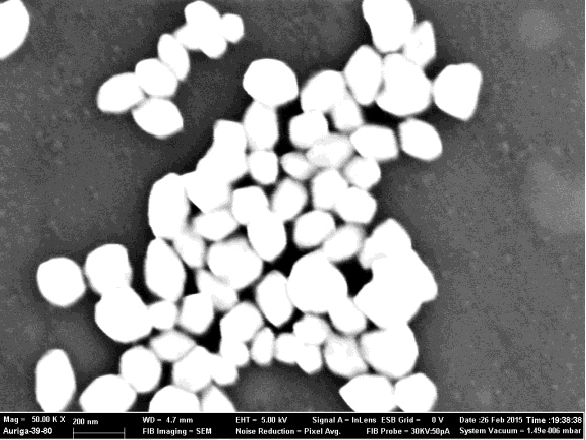 Mag = 50.00 K X 200 nm WD = 4.7 mm EHT = 5.00 kV Signal A = InLens ESB Grid = 0 V Date :26 Feb 2015 Time :19:38:38
Auriga-39-80 FIB Imaging = SEM Noise Reduction = Pixel Avg. FIB Probe = 30KV:50pA System Vacuum = 1.49e-006 mbar